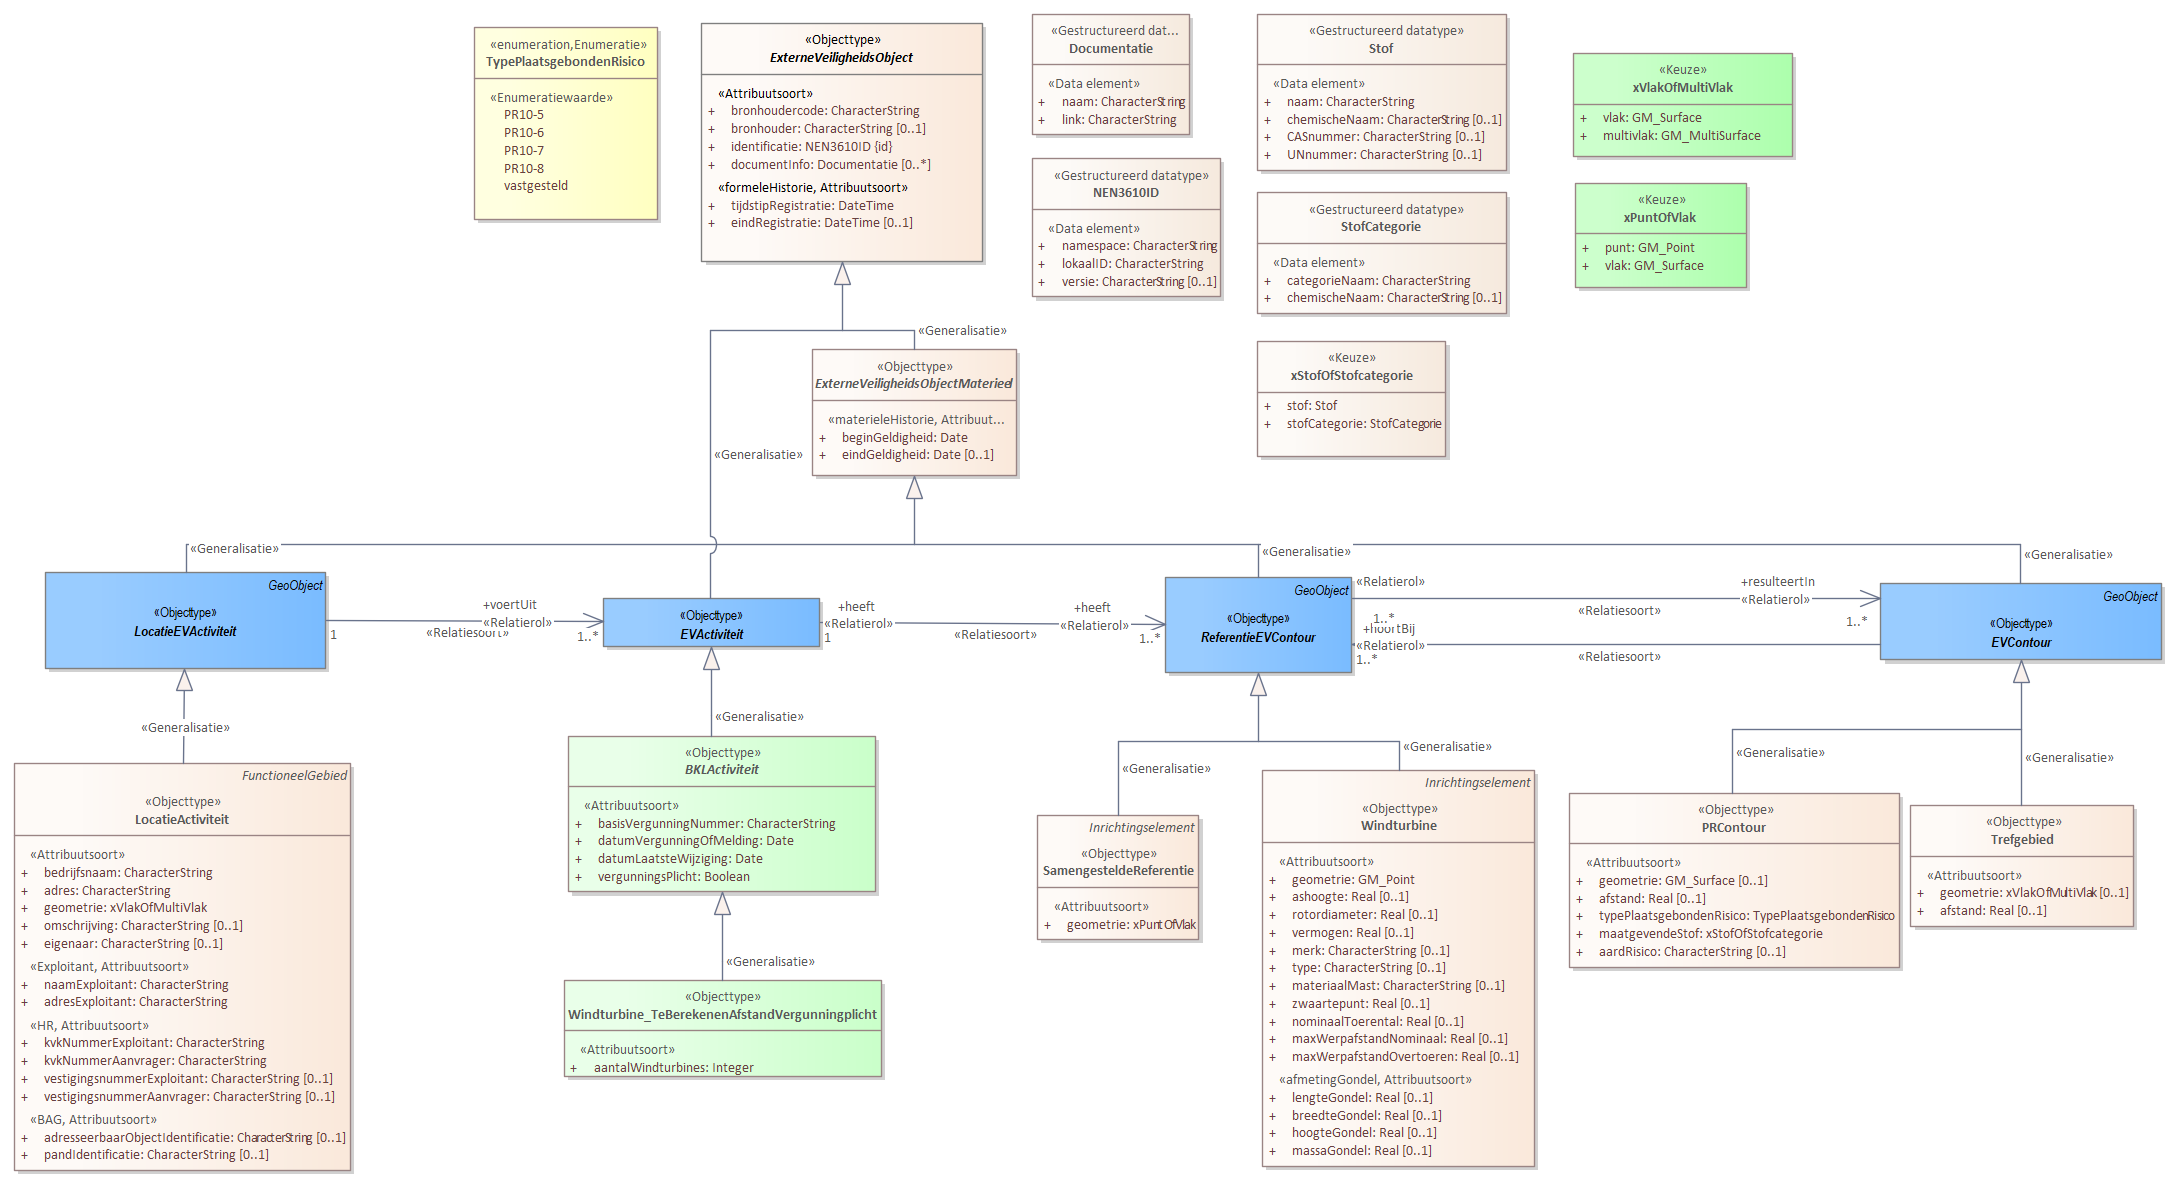 «enumeration,Enumeratie»
TypePlaatsgebondenRisico
«Enumeratiewaarde»
PR10-5
PR10-6
PR10-7
PR10-8
vastgesteld
«Objecttype»
ExterneVeiligheidsObject
«Attribuutsoort»
+ bronhoudercode: CharacterString
+ bronhouder: CharacterString [0..1]
+ identificatie: NEN3610ID {id}
+ documentInfo: Documentatie [0..*]
«formeleHistorie, Attribuutsoort»
+ tijdstipRegistratie: DateTime
+ eindRegistratie: DateTime [0..1]
«Gestructureerd dat...
Documentatie
«Data element»
+ naam: CharacterString
+ link: CharacterString
«Gestructureerd datatype»
NEN3610ID
«Data element»
+ namespace: CharacterString
+ lokaalID: CharacterString
+ versie: CharacterString [0..1]
«Gestructureerd datatype»
Stof
«Data element»
+ naam: CharacterString
+ chemischeNaam: CharacterString [0..1]
+ CASnummer: CharacterString [0..1]
+ UNnummer: CharacterString [0..1]
«Gestructureerd datatype»
StofCategorie
«Data element»
+ categorieNaam: CharacterString
+ chemischeNaam: CharacterString [0..1]
«Keuze»
xStofOfStofcategorie
+ stof: Stof
+ stofCategorie: StofCategorie
«Keuze»
xVlakOfMultiVlak
+ vlak: GM_Surface
+ multivlak: GM_MultiSurface
«Keuze»
xPuntOfVlak
+ punt: GM_Point
+ vlak: GM_Surface
«Generalisatie»
«Objecttype»
ExterneVeiligheidsObjectMaterieel
«materieleHistorie, Attribuut...
+ beginGeldigheid: Date
+ eindGeldigheid: Date [0..1]
«Generalisatie»
«Generalisatie»
«Generalisatie»
«Generalisatie»
GeoObject
«Objecttype»
LocatieEVActiviteit
1
+voertUit
«Relatierol»
«Relatiesoort»
1..*
«Objecttype»
EVActiviteit
+heeft
«Relatierol»
1
«Relatiesoort»
+heeft
«Relatierol»
1..*
GeoObject
«Objecttype»
ReferentieEVContour
«Relatierol»
1..*
+hoortBij
«Relatierol»
1..*
«Relatiesoort»
«Relatiesoort»
+resulteertIn
«Relatierol»
1..*
GeoObject
«Objecttype»
EVContour
«Generalisatie»
FunctioneelGebied
«Objecttype»
LocatieActiviteit
«Attribuutsoort»
+ bedrijfsnaam: CharacterString
+ adres: CharacterString
+ geometrie: xVlakOfMultiVlak
+ omschrijving: CharacterString [0..1]
+ eigenaar: CharacterString [0..1]
«Exploitant, Attribuutsoort»
+ naamExploitant: CharacterString
+ adresExploitant: CharacterString
«HR, Attribuutsoort»
+ kvkNummerExploitant: CharacterString
+ kvkNummerAanvrager: CharacterString
+ vestigingsnummerExploitant: CharacterString [0..1]
+ vestigingsnummerAanvrager: CharacterString [0..1]
«BAG, Attribuutsoort»
+ adresseerbaarObjectIdentificatie: CharacterString [0..1]
+ pandIdentificatie: CharacterString [0..1]
«Generalisatie»
«Objecttype»
BKLActiviteit
«Attribuutsoort»
+ basisVergunningNummer: CharacterString
+ datumVergunningOfMelding: Date
+ datumLaatsteWijziging: Date
+ vergunningsPlicht: Boolean
«Generalisatie»
«Objecttype»
Windturbine_TeBerekenenAfstandVergunningplicht
«Attribuutsoort»
+ aantalWindturbines: Integer
«Generalisatie»
«Generalisatie»
Inrichtingselement
«Objecttype»
SamengesteldeReferentie
«Attribuutsoort»
+ geometrie: xPuntOfVlak
Inrichtingselement
«Objecttype»
Windturbine
«Attribuutsoort»
+ geometrie: GM_Point
+ ashoogte: Real [0..1]
+ rotordiameter: Real [0..1]
+ vermogen: Real [0..1]
+ merk: CharacterString [0..1]
+ type: CharacterString [0..1]
+ materiaalMast: CharacterString [0..1]
+ zwaartepunt: Real [0..1]
+ nominaalToerental: Real [0..1]
+ maxWerpafstandNominaal: Real [0..1]
+ maxWerpafstandOvertoeren: Real [0..1]
«afmetingGondel, Attribuutsoort»
+ lengteGondel: Real [0..1]
+ breedteGondel: Real [0..1]
+ hoogteGondel: Real [0..1]
+ massaGondel: Real [0..1]
«Generalisatie»
«Generalisatie»
«Objecttype»
PRContour
«Attribuutsoort»
+ geometrie: GM_Surface [0..1]
+ afstand: Real [0..1]
+ typePlaatsgebondenRisico: TypePlaatsgebondenRisico
+ maatgevendeStof: xStofOfStofcategorie
+ aardRisico: CharacterString [0..1]
«Objecttype»
Trefgebied
«Attribuutsoort»
+ geometrie: xVlakOfMultiVlak [0..1]
+ afstand: Real [0..1]